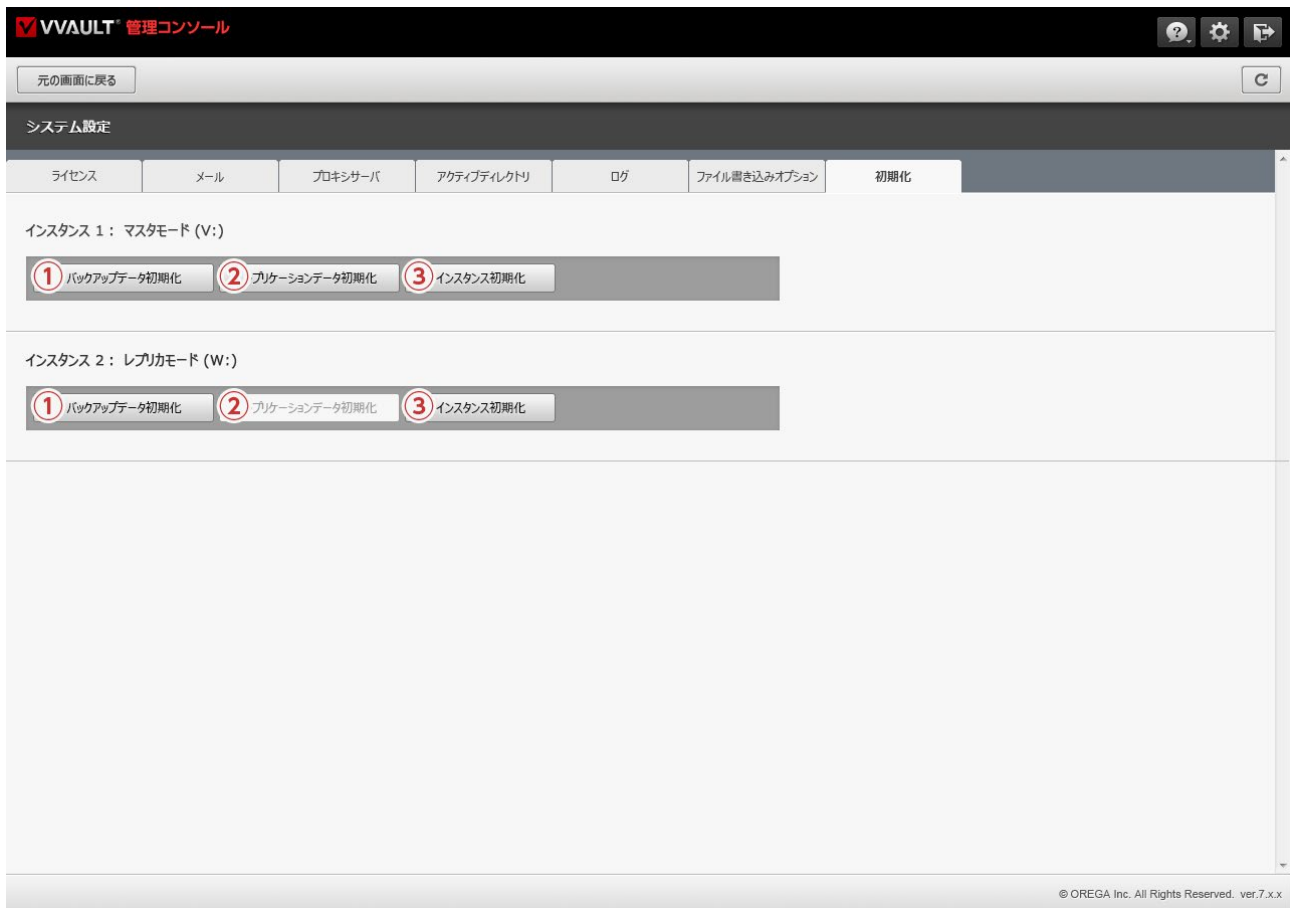 VVAULT® 管理コンソール
元の画面に戻る
システム設定
ライセンス メール プロキシサーバ アクティブディレクトリ ログ ファイル書き込みオプション 初期化
インスタンス 1 : マスタモード (V:)
① バックアップデータ初期化 ② プリケーションデータ初期化 ③ インスタンス初期化
インスタンス 2 : レプリカモード (W:)
① バックアップデータ初期化 ② プリケーションデータ初期化 ③ インスタンス初期化
© OREGA Inc. All Rights Reserved. ver.7.x.x